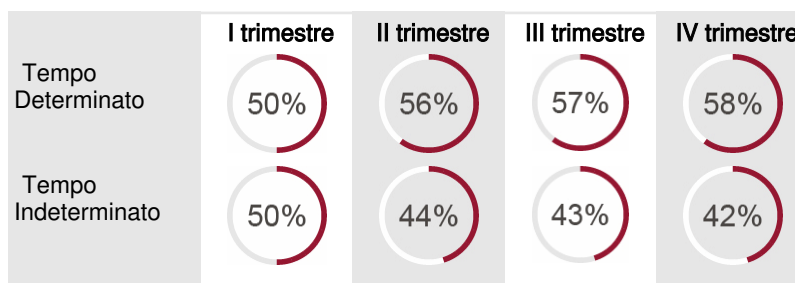 I trimestre II trimestre III trimestre IV trimestre
Tempo
Determinato
50% 56% 57% 58%
Tempo
Indeterminato
50% 44% 43% 42%